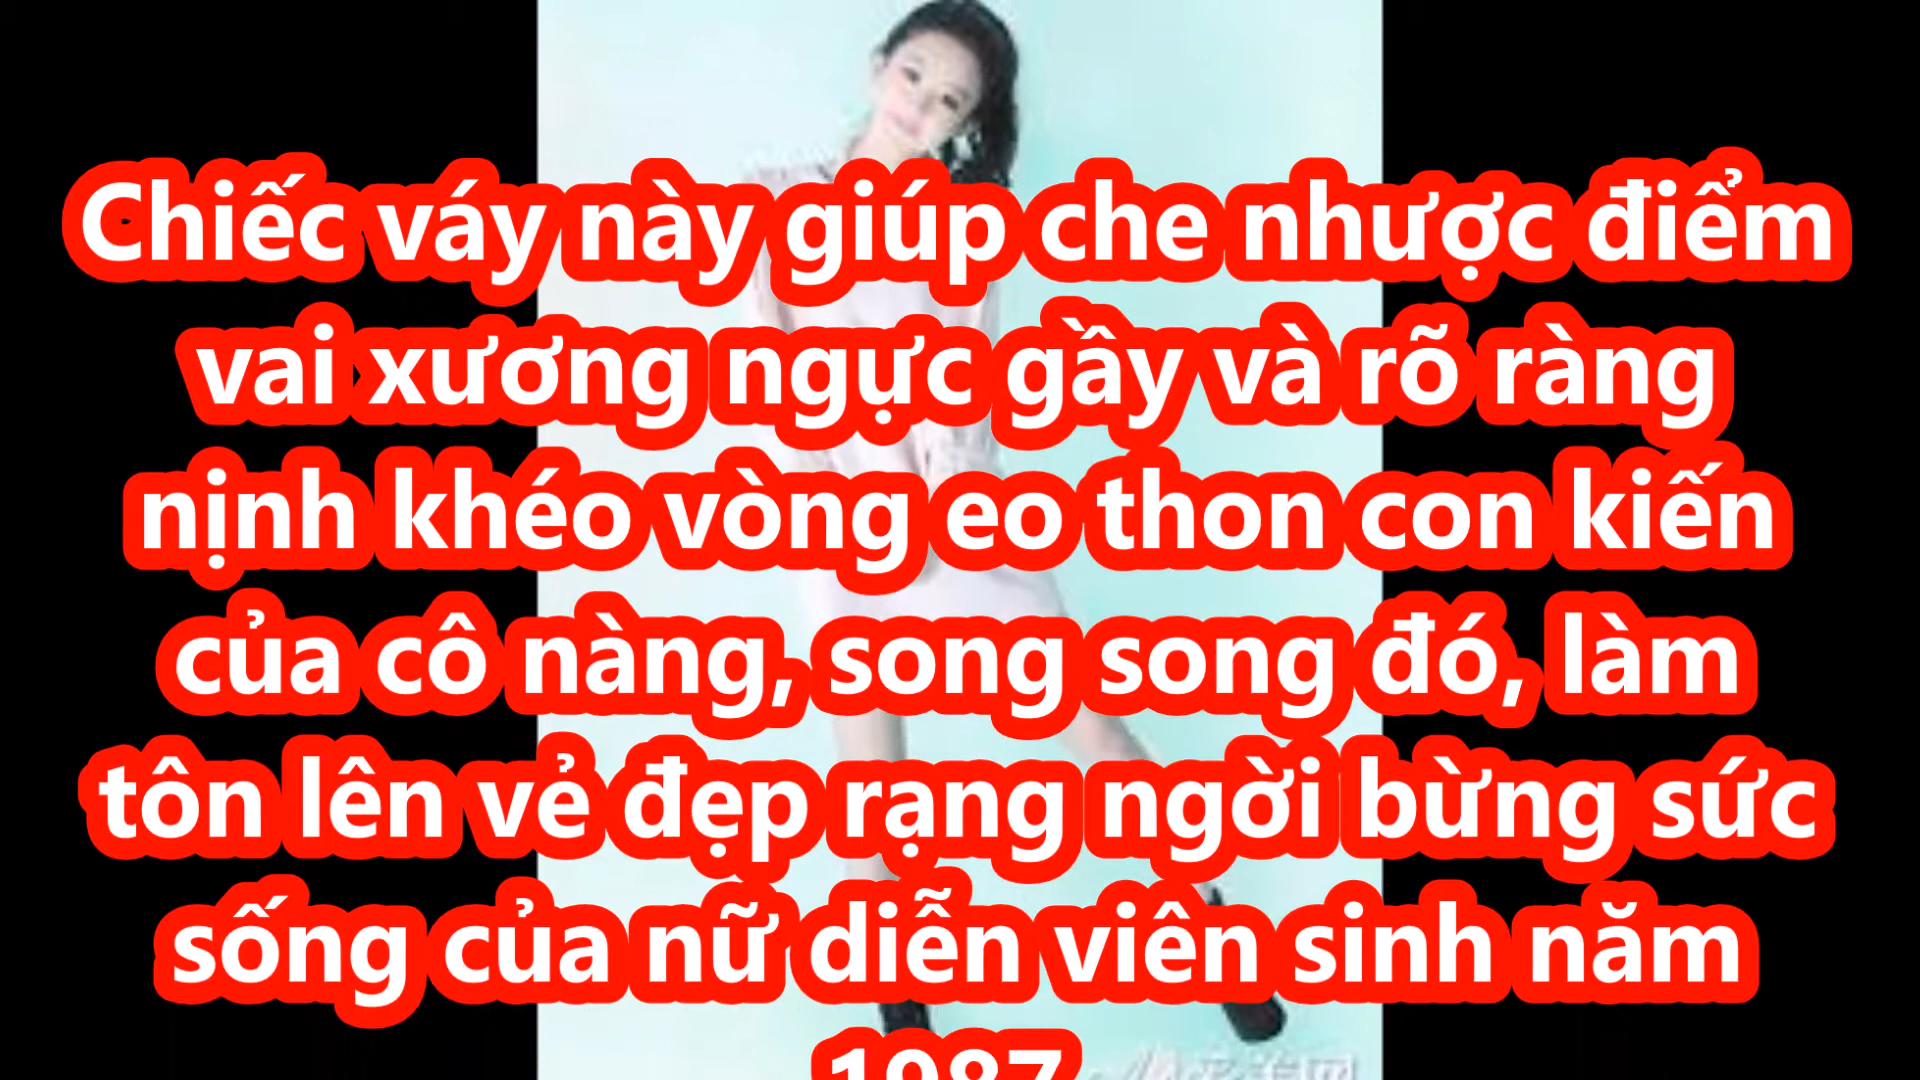 Chiếc váy này giúp che nhược điểm
vai xương ngực gầy và rõ ràng
nịnh khéo vòng eo thon con kiến
của cô nàng, song song đó, làm
tôn lên vẻ đẹp rạng ngời bừng sức
sống của nữ diễn viên sinh năm
1987